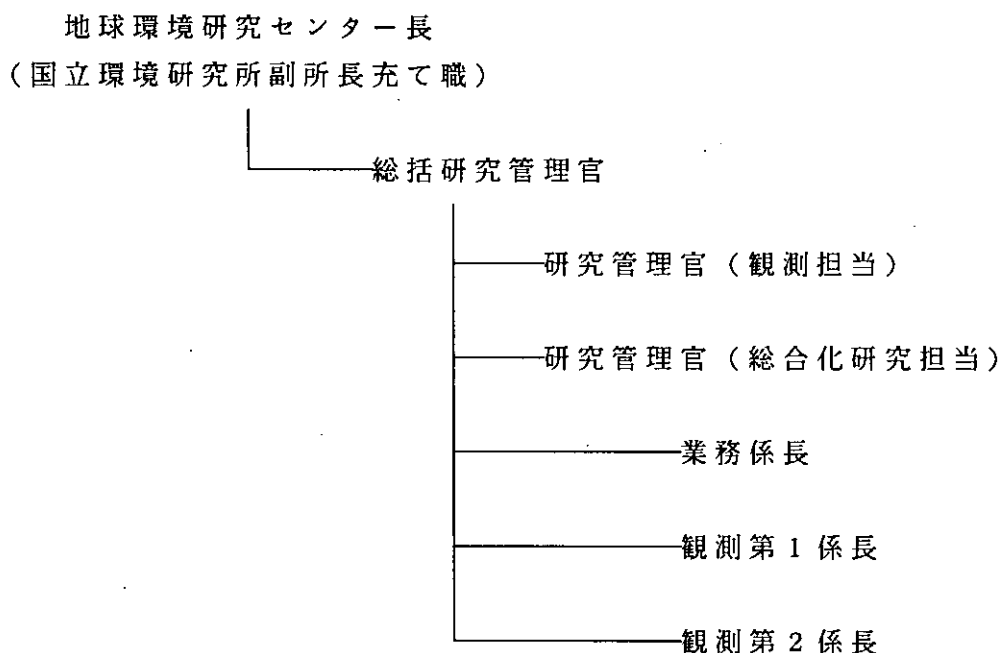 地球環境研究センター長
（国立環境研究所副所長充て職）
総括研究管理官
研究管理官（観測担当）
研究管理官（総合化研究担当）
業務係長
観測第1係長
観測第2係長